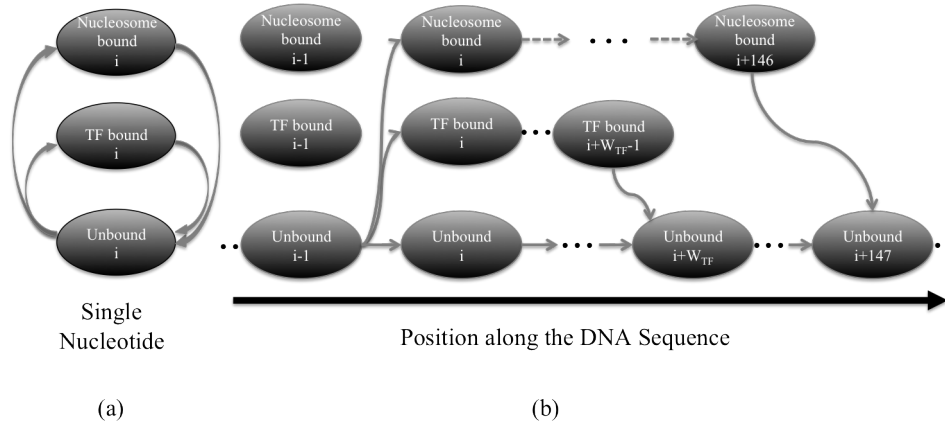 Nucleosome
bound
i
TF bound
i
Unbound
i
Single
Nucleotide
(a)
Nucleosome
bound
i-1
TF bound
i-1
Unbound
i-1
Nucleosome
bound
i
TF bound
i
Unbound
i
TF bound
i+W_TF-1
Unbound
i+W_TF
Nucleosome
bound
i+146
Unbound
i+147
Position along the DNA Sequence
(b)